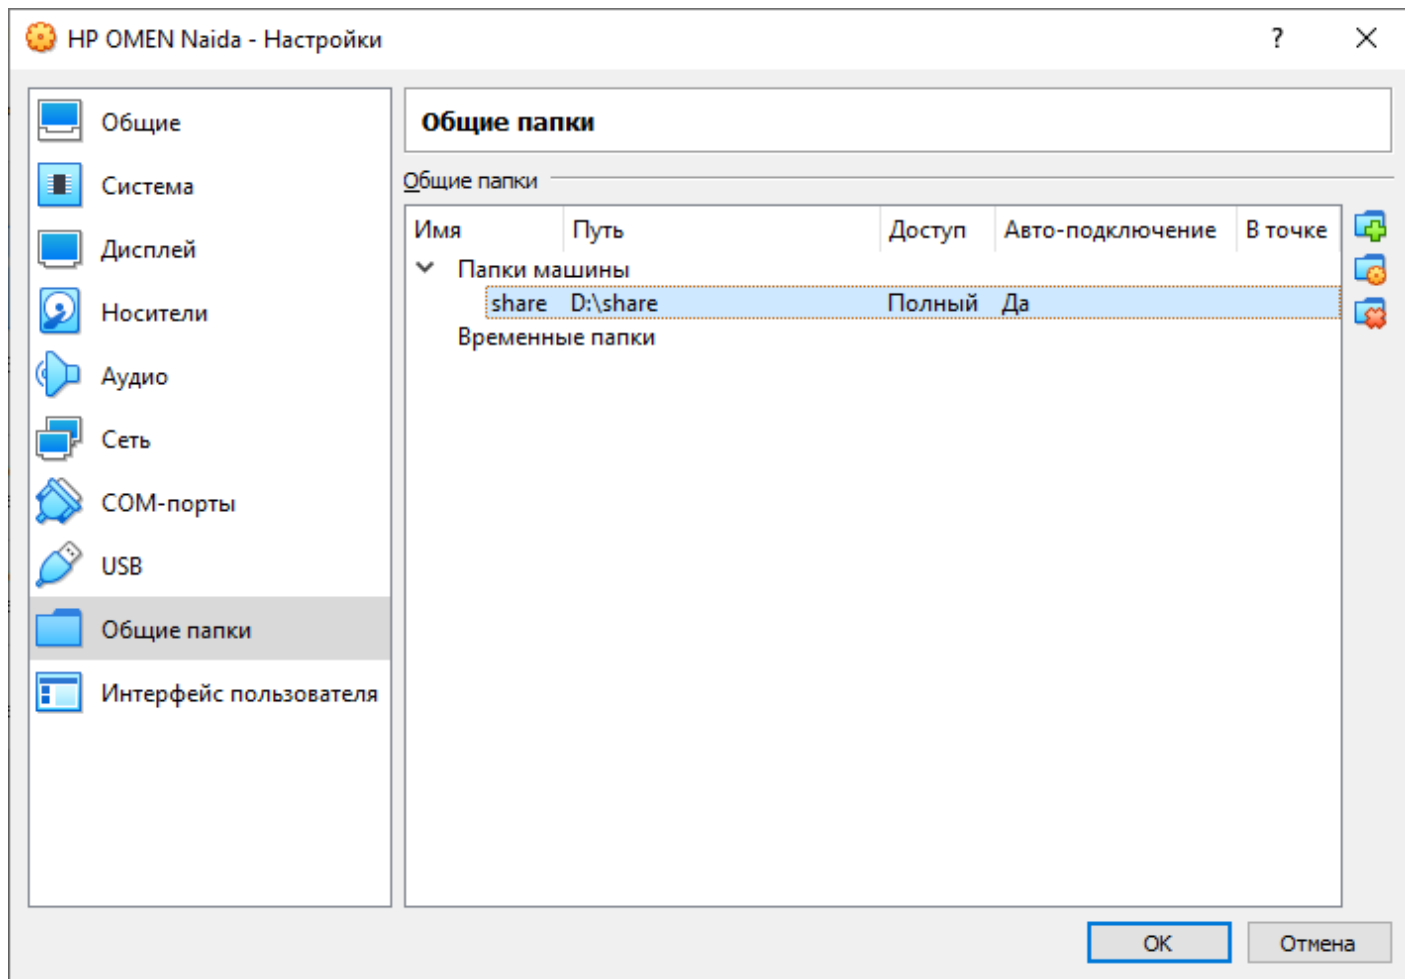 HP OMEN Naida - Настройки ?
Общие
Система
Дисплей
Носители
Аудио
Сеть
COM-порты
USB
Общие папки
Интерфейс пользователя
Общие папки
Общие папки
Имя Путь Доступ Авто-подключение В точке
Папки машины
share D:\share Полный Да
Временные папки
OK Отмена